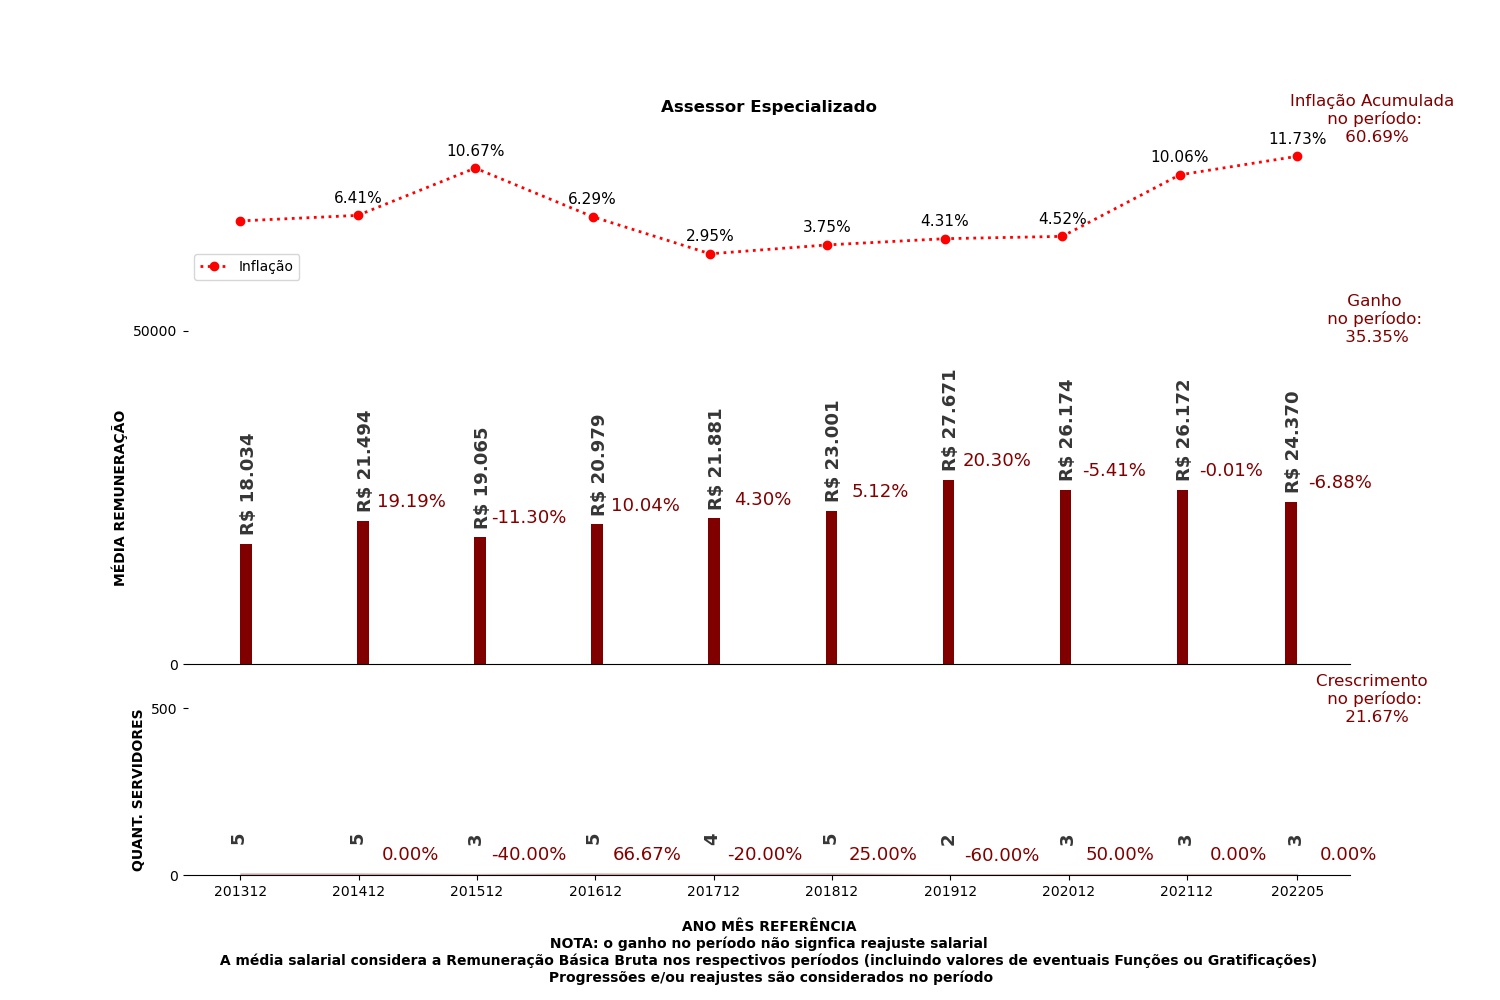 Assessor Especializado
Inflação Acumulada
no período:
60.69%
6.41%
10.67%
6.29%
2.95%
3.75%
4.31%
4.52%
10.06%
11.73%
Inflação
Ganho
no período:
35.35%
50000
0
MÉDIA REMUNERAÇÃO
R$ 18.034
R$ 21.494
R$ 19.065
R$ 20.979
R$ 21.881
R$ 23.001
R$ 27.671
R$ 26.174
R$ 26.172
R$ 24.370
19.19%
-11.30%
10.04%
4.30%
5.12%
20.30%
-5.41%
-0.01%
-6.88%
Crescrimento
no período:
21.67%
500
0
QUANT. SERVIDORES
5
5
3
5
4
5
2
3
3
3
0.00%
-40.00%
66.67%
-20.00%
25.00%
-60.00%
50.00%
0.00%
0.00%
201312
201412
201512
201612
201712
201812
201912
202012
202112
202205
ANO MÊS REFERÊNCIA
NOTA: o ganho no período não signfica reajuste salarial
A média salarial considera a Remuneração Básica Bruta nos respectivos períodos (incluindo valores de eventuais Funções ou Gratificações)
Progressões e/ou reajustes são considerados no período